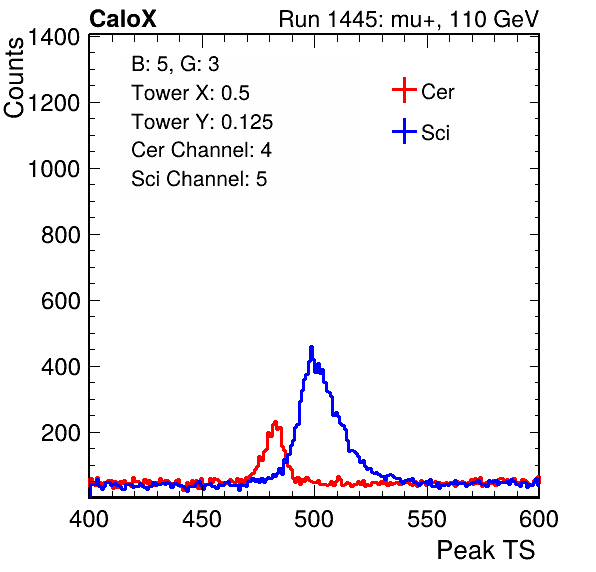 CaloX Run 1445: mu+, 110 GeV
Counts
1400
1200
1000
800
600
400
200
B: 5, G: 3
Tower X: 0.5
Tower Y: 0.125
Cer Channel: 4
Sci Channel: 5
Cer
Sci
400 450 500 550 600
Peak TS